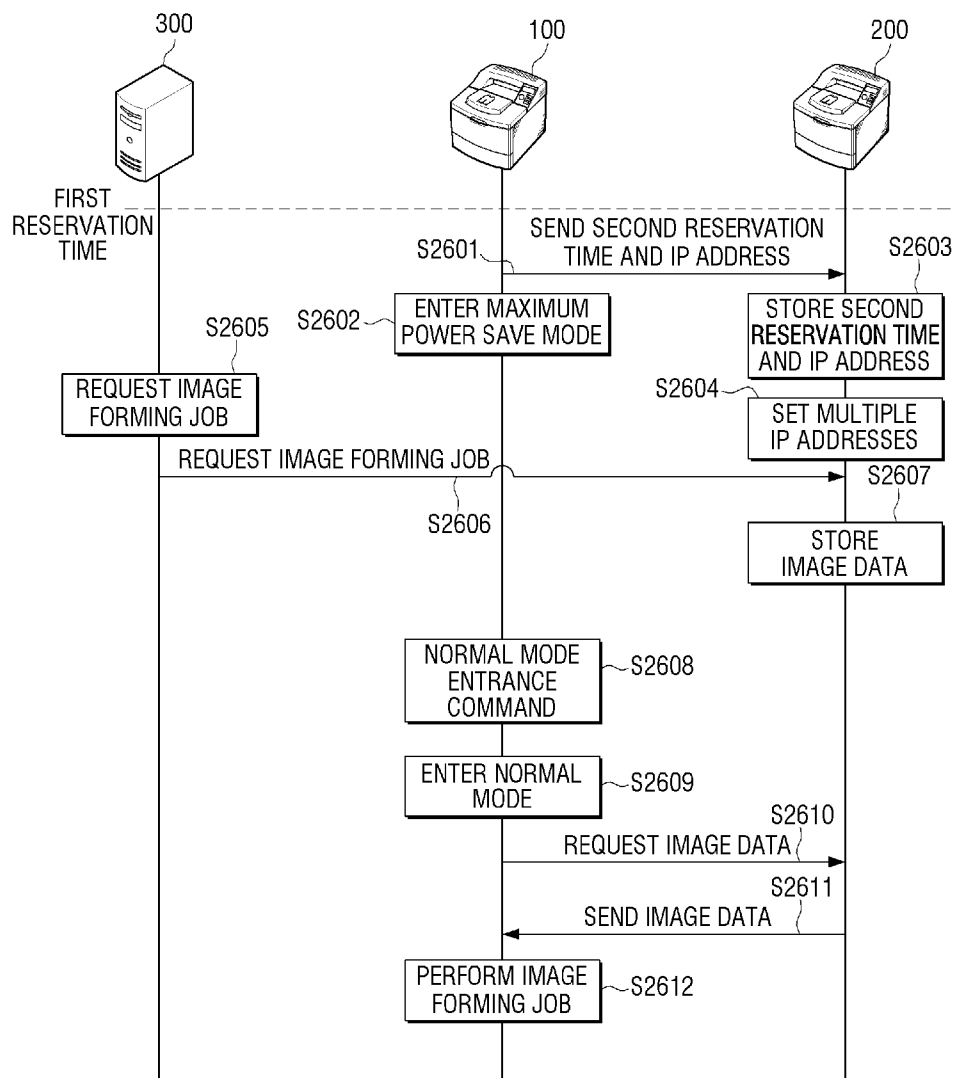 300
100
200
FIRST
RESERVATION
TIME
SEND SECOND RESERVATION
TIME AND IP ADDRESS
S2601
S2603
S2602
ENTER MAXIMUM
POWER SAVE MODE
STORE SECOND
RESERVATION TIME
AND IP ADDRESS
S2605
REQUEST IMAGE
FORMING JOB
S2604
SET MULTIPLE
IP ADDRESSES
REQUEST IMAGE FORMING JOB
S2606
S2607
STORE
IMAGE DATA
NORMAL MODE
ENTRANCE
COMMAND
S2608
ENTER NORMAL
MODE
S2609
S2610
REQUEST IMAGE DATA
S2611
SEND IMAGE DATA
PERFORM IMAGE
FORMING JOB
S2612